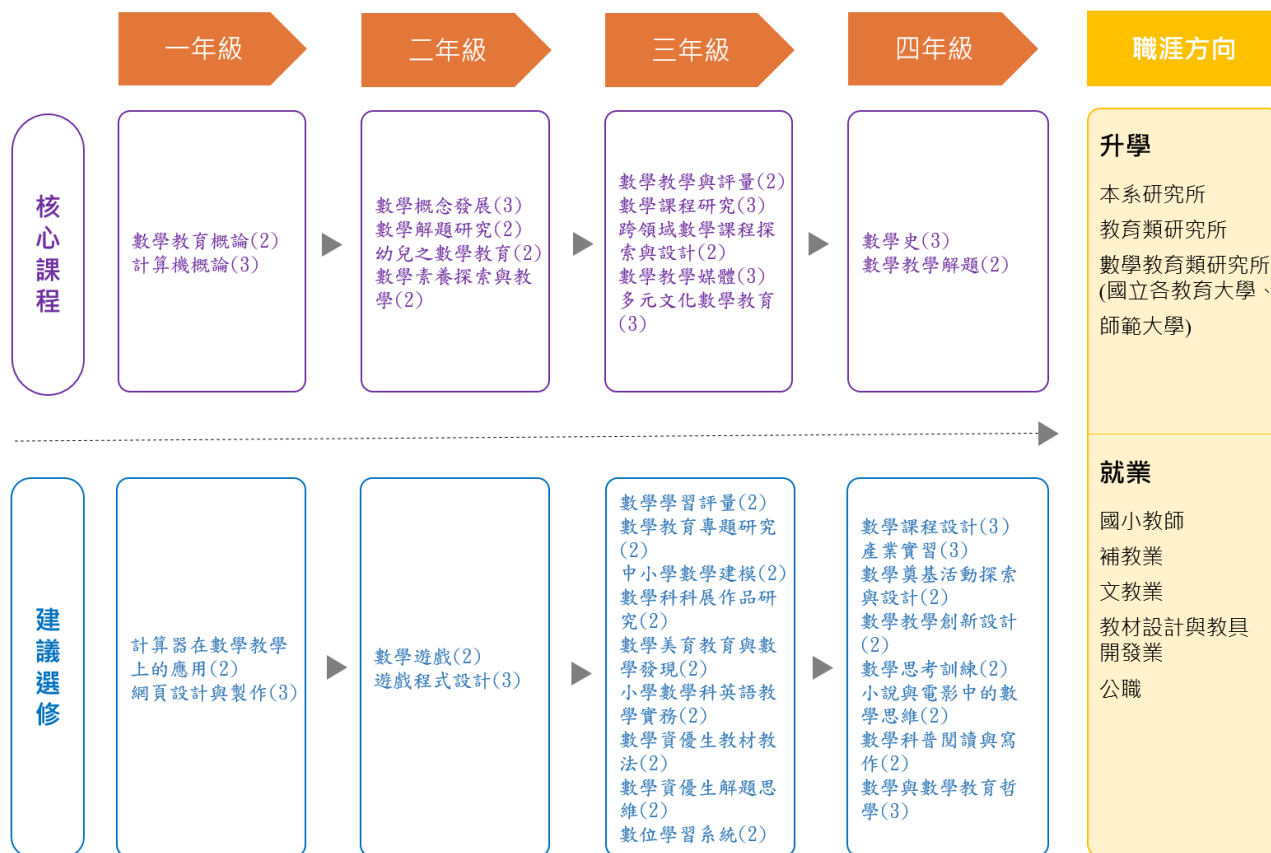 一年級
二年級
三年級
四年級
職涯方向
核心課程
數學教育概論(2)
計算機概論(3)
數學概念發展(3)
數學解題研究(2)
幼兒之數學教育(2)
數學素養探索與教
學(2)
數學教學與評量(2)
數學課程研究(3)
跨領域數學課程探
索與設計(2)
數學教學媒體(3)
多元文化數學教育
(3)
數學史(3)
數學教學解題(2)
升學
本系研究所
教育類研究所
數學教育類研究所
(國立各教育大學、
師範大學)
建議選修
計算器在數學教學
上的應用(2)
網頁設計與製作(3)
數學遊戲(2)
遊戲程式設計(3)
數學學習評量(2)
數學教育專題研究
(2)
中小學數學建模(2)
數學科科展作品研
究(2)
數學美育教育與數
學發現(2)
小學數學科英語教
學實務(2)
數學資優生教材教
法(2)
數學資優生解題思
維(2)
數位學習系統(2)
數學課程設計(3)
產業實習(3)
數學奠基活動探索
與設計(2)
數學教學創新設計
(2)
數學思考訓練(2)
小說與電影中的數
學思維(2)
數學科普閱讀與寫
作(2)
數學與數學教育哲
學(3)
就業
國小教師
補教業
文教業
教材設計與教具
開發業
公職